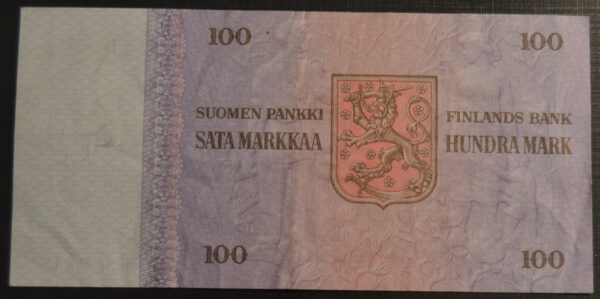 100 100
SUOMEN PANKKI FINLANDS BANK
SATA MARKKAA HUNDRA MARK
100 100